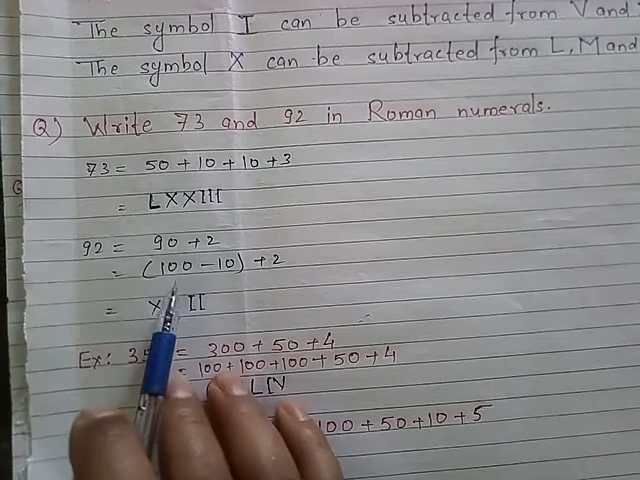 The symbol I can be subtracted from V and
The symbol X can be subtracted from L, M and
Q) Write 73 and 92 in Roman numerals.
73 = 50 + 10 + 10 + 3
= LXXIII
92 = 90 + 2
= (100 - 10) + 2
= X II
Ex: 35 = 300 + 50 + 4
= 100 + 100 + 100 + 50 + 4
LIV
100 + 50 + 10 + 5